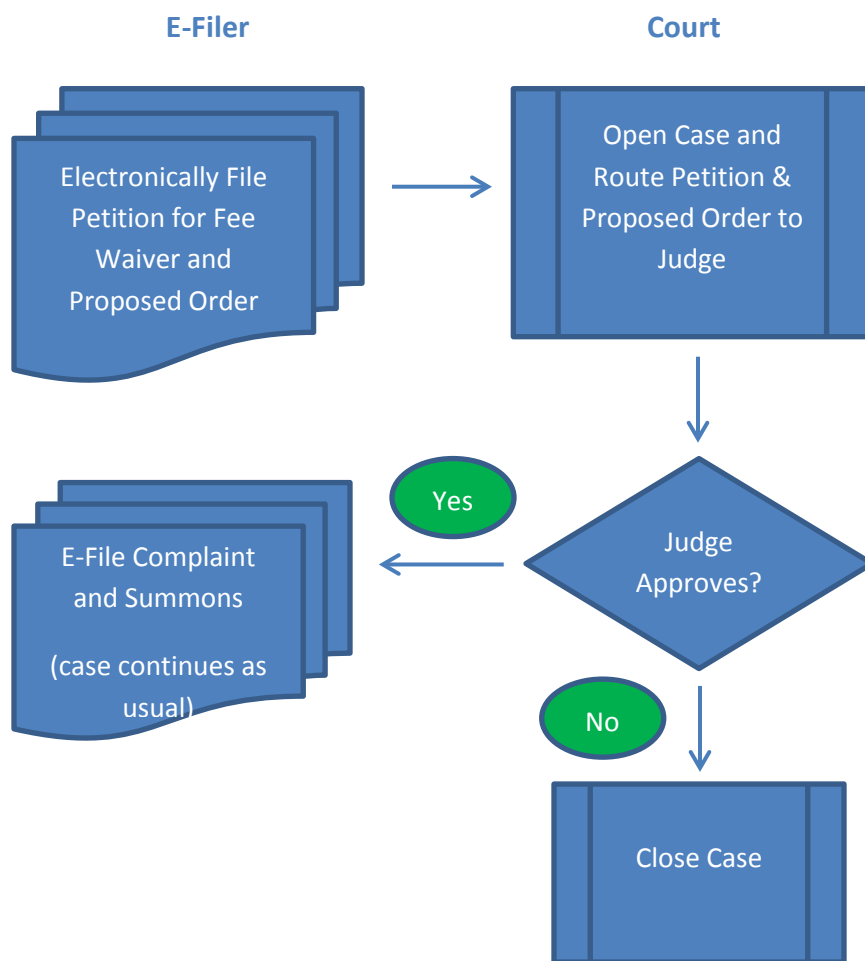 E-Filer
Court
Electronically File
Petition for Fee
Waiver and
Proposed Order
Open Case and
Route Petition &
Proposed Order to
Judge
Yes
Judge
Approves?
E-File Complaint
and Summons
(case continues as
usual)
No
Close Case